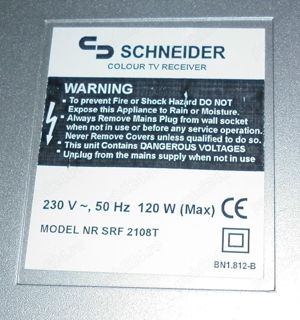 SCHNEIDER
COLOUR TV RECEIVER
WARNING
• To prevent Fire or Shock Hazard DO NOT
Expose this Appliance to Rain or Moisture.
• Always Remove Mains Plug from wall socket
when not in use or before any service operation.
Never Remove Covers unless qualified to do so.
• This unit Contains DANGEROUS VOLTAGES
Unplug from the mains wall socket when not in use
230 V ~, 50 Hz 120 W (Max) CE
MODEL NR SRF 2108T
BN1.812-B